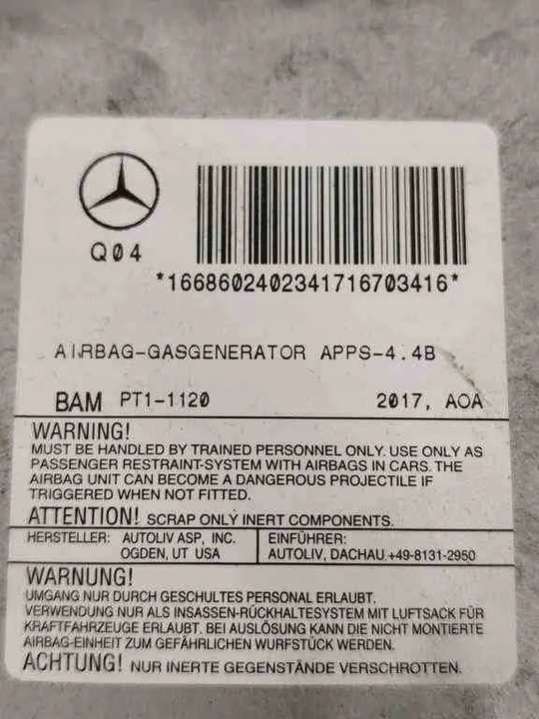 Q04
*1668602402341716703416*
AIRBAG-GASGENERATOR APPS-4.4B
BAM PT1-1120 2017, AOA
WARNING!
MUST BE HANDLED BY TRAINED PERSONNEL ONLY. USE ONLY AS
PASSENGER RESTRAINT-SYSTEM WITH AIRBAGS IN CARS. THE
AIRBAG UNIT CAN BECOME A DANGEROUS PROJECTILE IF
TRIGGERED WHEN NOT FITTED.
ATTENTION! SCRAP ONLY INERT COMPONENTS.
HERSTELLER: AUTOLIV ASP, INC. EINFÜHRER:
OGDEN, UT USA AUTOLIV, DACHAU,+49-8131-2950
WARNUNG!
UMGANG NUR DURCH GESCHULTES PERSONAL ERLAUBT.
VERWENDUNG NUR ALS INSASSEN-RÜCKHALTESYSTEM MIT LUFTSACK FÜR
KRAFTFAHRZEUGE ERLAUBT. BEI AUSLÖSUNG KANN DIE NICHT MONTIERTE
AIRBAG-EINHEIT ZUM GEFÄHRLICHEN WURFSTÜCK WERDEN.
ACHTUNG! NUR INERTE GEGENSTÄNDE VERSCHROTTEN.